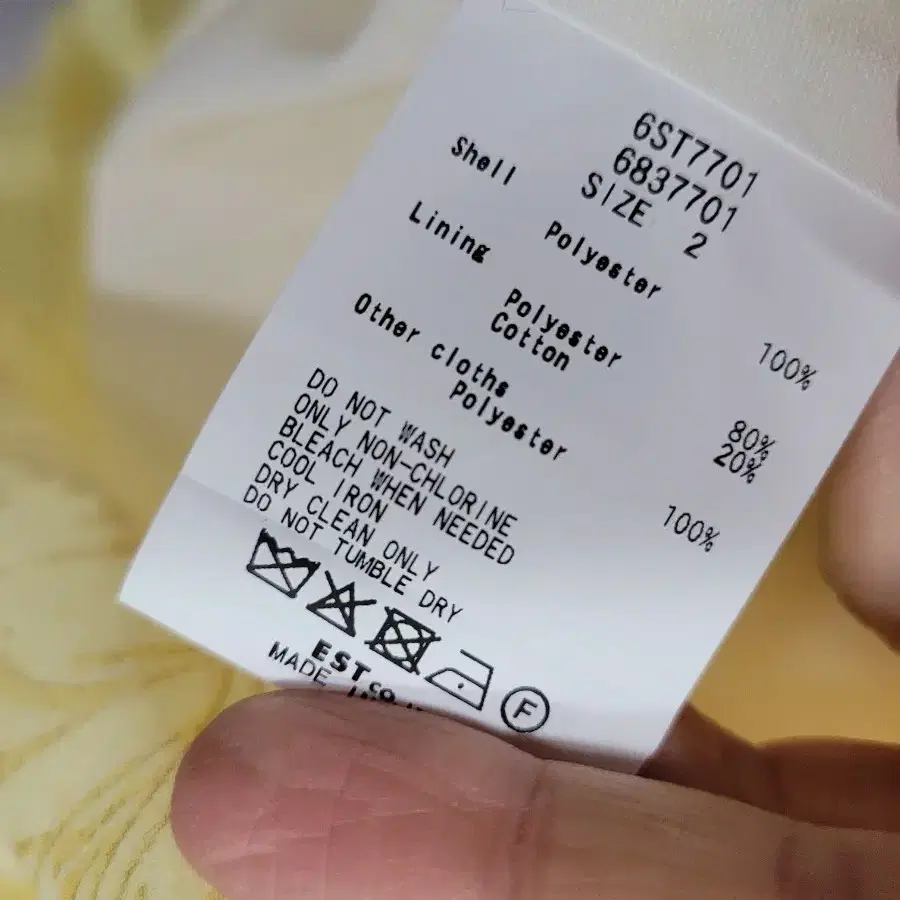 6ST7701
6837701
SIZE 2
Shell
Polyester 100%
Lining
Polyester 80%
Cotton 20%
Other cloths
Polyester 100%
DO NOT WASH
ONLY NON-CHLORINE
BLEACH WHEN NEEDED
COOL IRON
DRY CLEAN ONLY
DO NOT TUMBLE DRY
F
EST CO.
MADE